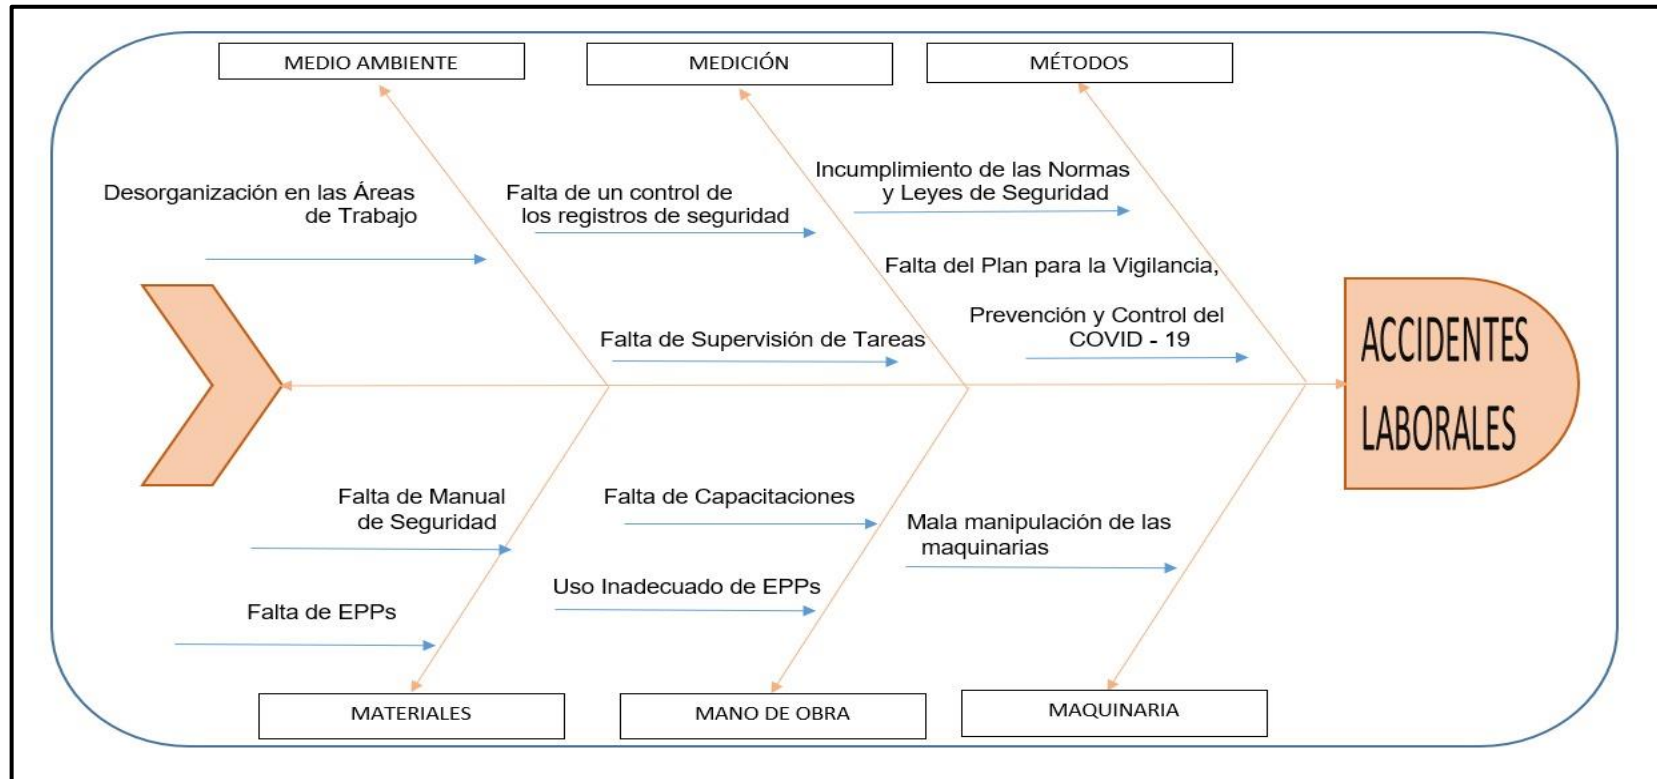 MEDIO AMBIENTE
MEDICIÓN
MÉTODOS
Desorganización en las Áreas
de Trabajo
Falta de un control de
los registros de seguridad
Incumplimiento de las Normas
y Leyes de Seguridad
Falta del Plan para la Vigilancia,
Prevención y Control del
COVID - 19
Falta de Supervisión de Tareas
ACCIDENTES
LABORALES
Falta de Manual
de Seguridad
Falta de EPPs
Falta de Capacitaciones
Uso Inadecuado de EPPs
Mala manipulación de las
maquinarias
MATERIALES
MANO DE OBRA
MAQUINARIA